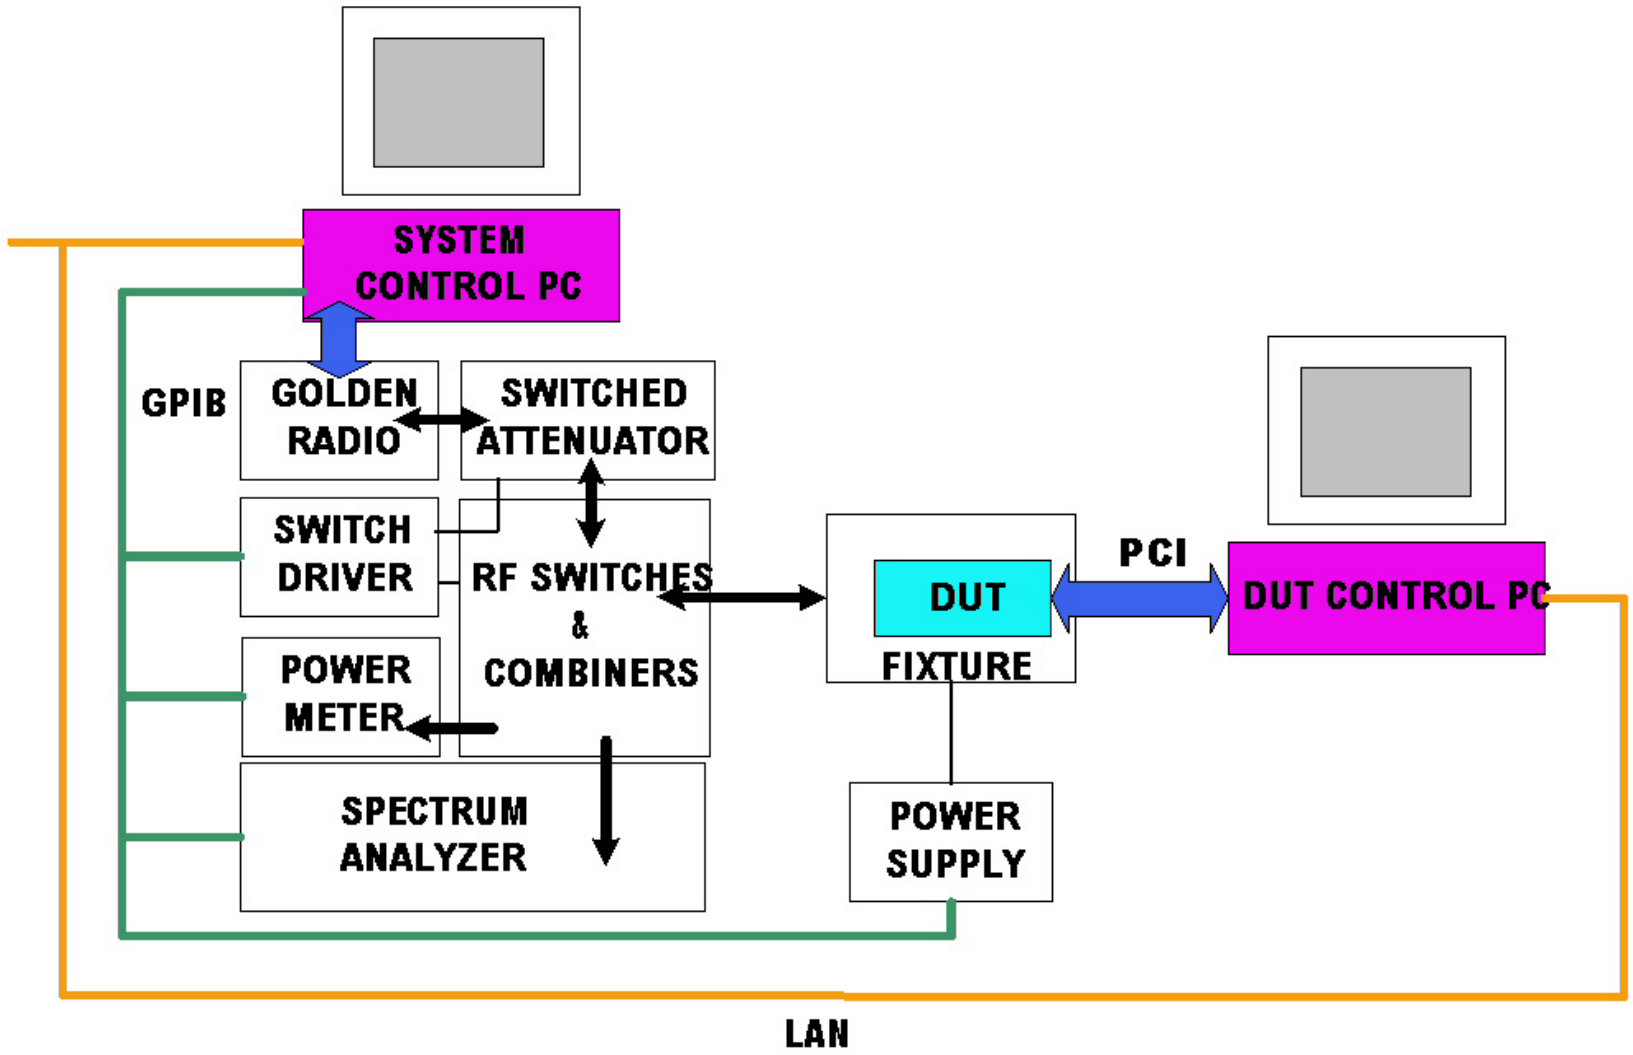 SYSTEM
CONTROL PC
GPIB
GOLDEN
RADIO
SWITCHED
ATTENUATOR
SWITCH
DRIVER
RF SWITCHES
&
COMBINERS
POWER
METER
SPECTRUM
ANALYZER
DUT
FIXTURE
PCI
DUT CONTROL PC
POWER
SUPPLY
LAN